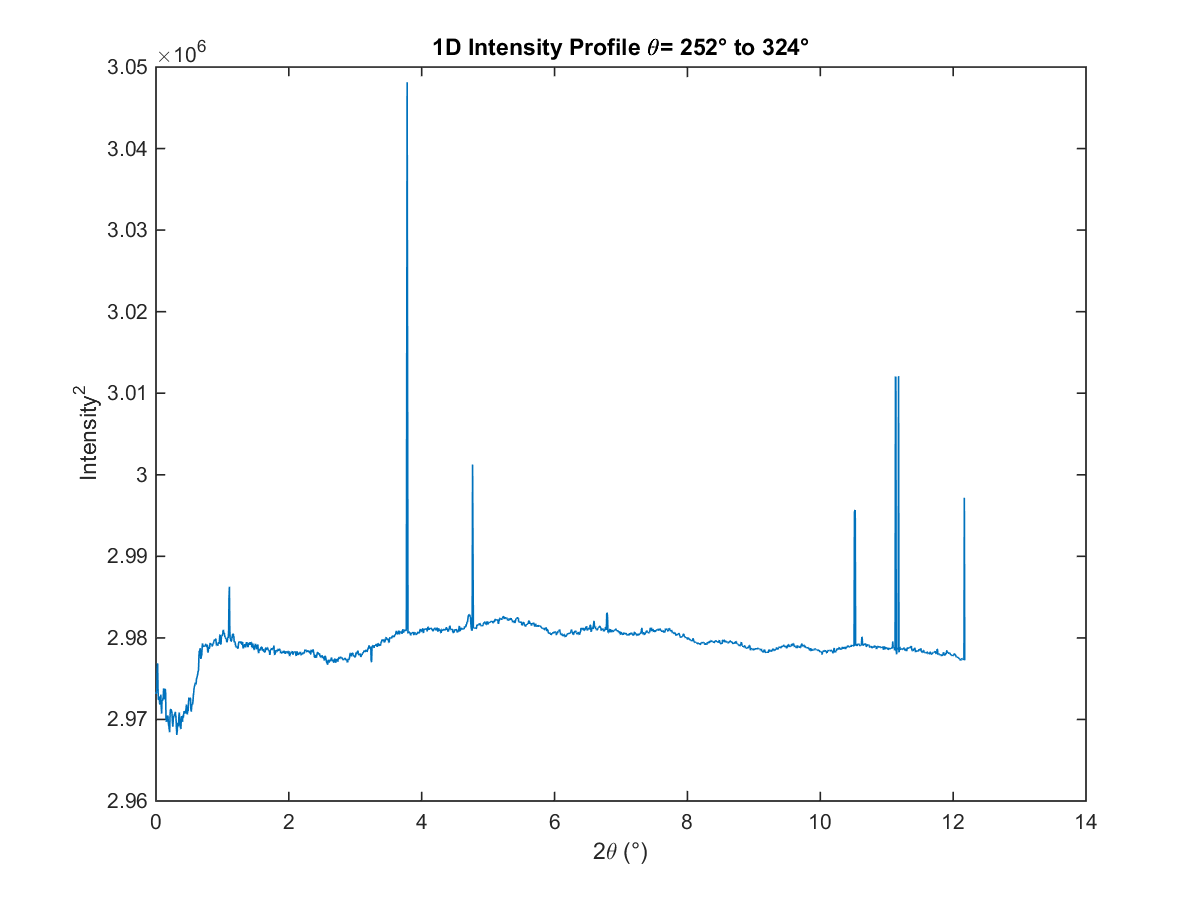 1D Intensity Profile θ= 252° to 324°
×10⁶
3.05
3.04
3.03
3.02
3.01
3
2.99
2.98
2.97
2.96
Intensity²
0 2 4 6 8 10 12 14
2θ (°)